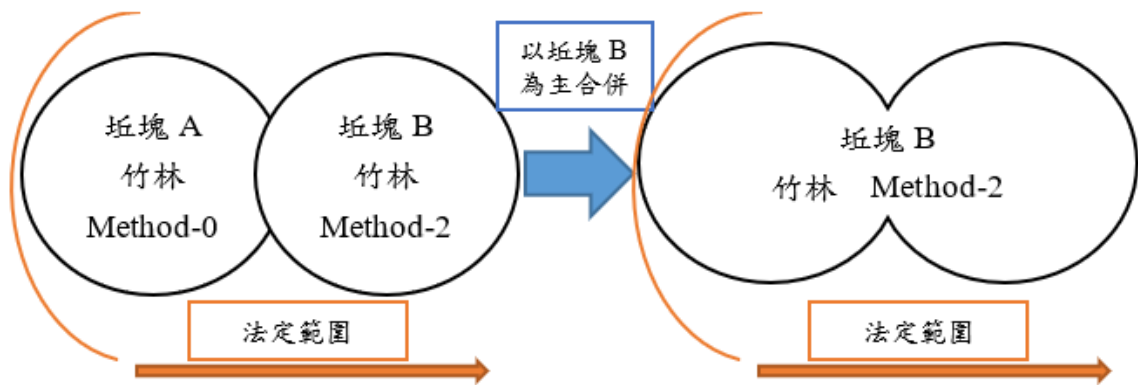 坵塊 A
竹林
Method-0
坵塊 B
竹林
Method-2
法定範圍
以坵塊 B
為主合併
坵塊 B
竹林 Method-2
法定範圍